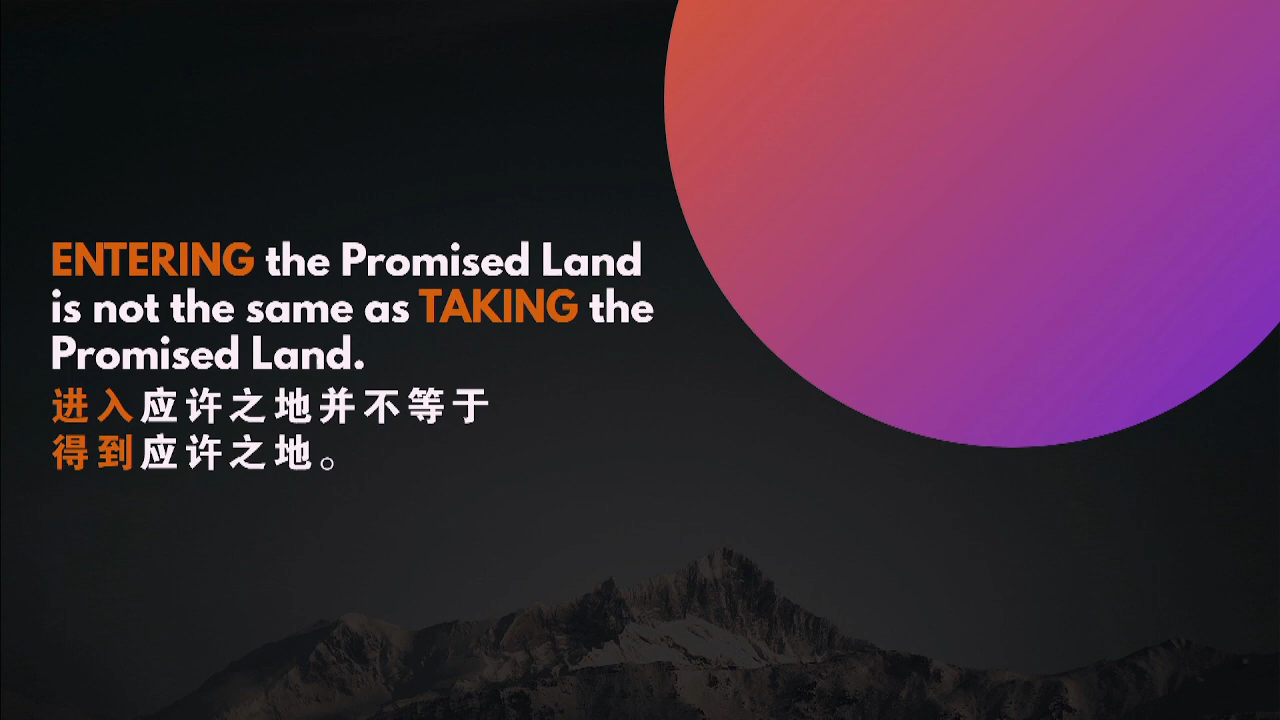 ENTERING the Promised Land
is not the same as TAKING the
Promised Land.
进入应许之地并不等于
得到应许之地。